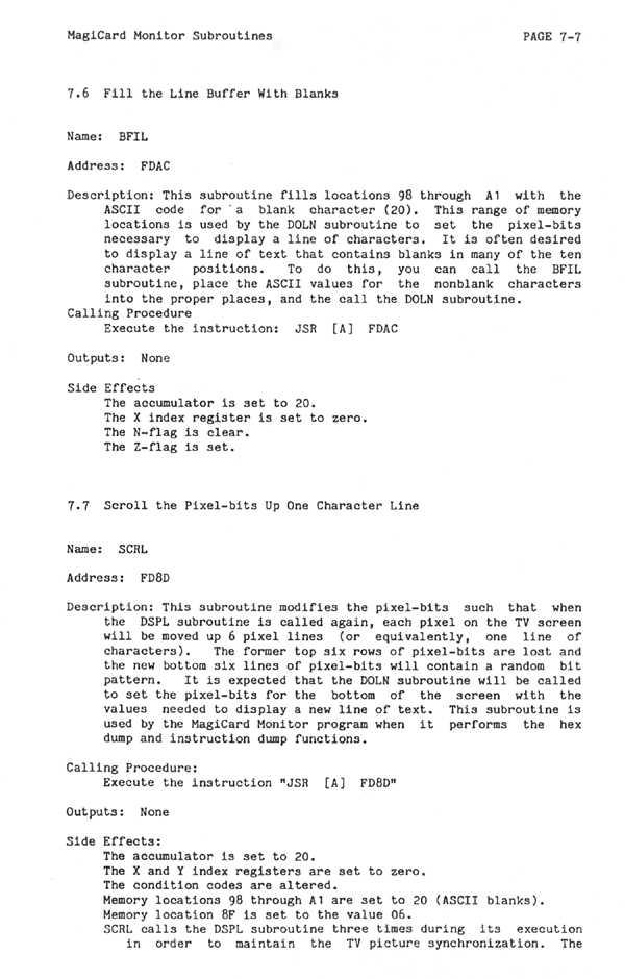 MagiCard Monitor Subroutines PAGE 7-7
7.6 Fill the Line Buffer With Blanks
Name: BFIL
Address: FDAC
Description: This subroutine fills locations 98 through A1 with the
ASCII code for a blank character (20). This range of memory
locations is used by the DOLN subroutine to set the pixel-bits
necessary to display a line of characters. It is often desired
to display a line of text that contains blanks in many of the ten
character positions. To do this, you can call the BFIL
subroutine, place the ASCII values for the nonblank characters
into the proper places, and the call the DOLN subroutine.
Calling Procedure
Execute the instruction: JSR [A] FDAC
Outputs: None
Side Effects
The accumulator is set to 20.
The X index register is set to zero.
The N-flag is clear.
The Z-flag is set.
7.7 Scroll the Pixel-bits Up One Character Line
Name: SCRL
Address: FD8D
Description: This subroutine modifies the pixel-bits such that when
the DSPL subroutine is called again, each pixel on the TV screen
will be moved up 6 pixel lines (or equivalently, one line of
characters). The former top six rows of pixel-bits are lost and
the new bottom six lines of pixel-bits will contain a random bit
pattern. It is expected that the DOLN subroutine will be called
to set the pixel-bits for the bottom of the screen with the
values needed to display a new line of text. This subroutine is
used by the MagiCard Monitor program when it performs the hex
dump and instruction dump functions.
Calling Procedure:
Execute the instruction "JSR [A] FD8D"
Outputs: None
Side Effects:
The accumulator is set to 20.
The X and Y index registers are set to zero.
The condition codes are altered.
Memory locations 98 through A1 are set to 20 (ASCII blanks).
Memory location 8F is set to the value 06.
SCRL calls the DSPL subroutine three times during its execution
in order to maintain the TV picture synchronization. The